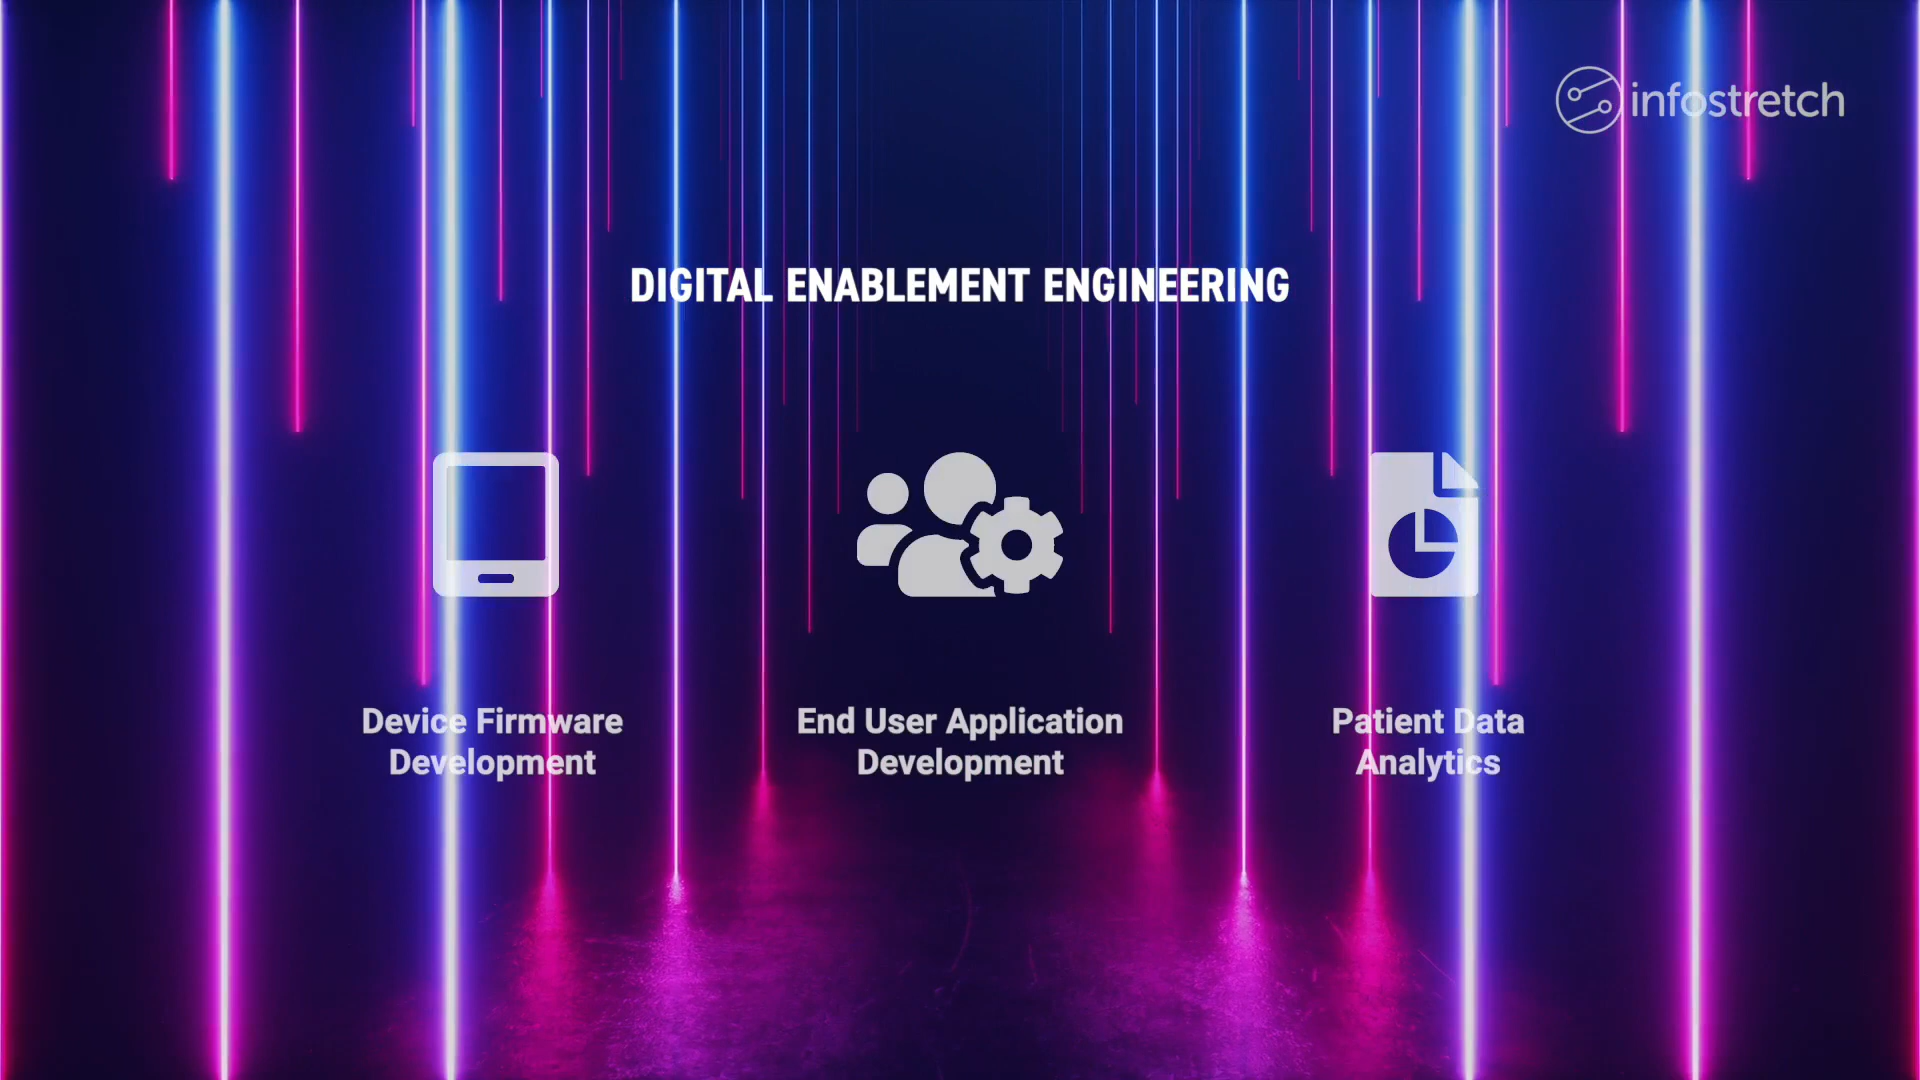 infostretch
DIGITAL ENABLEMENT ENGINEERING
Device Firmware
Development
End User Application
Development
Patient Data
Analytics